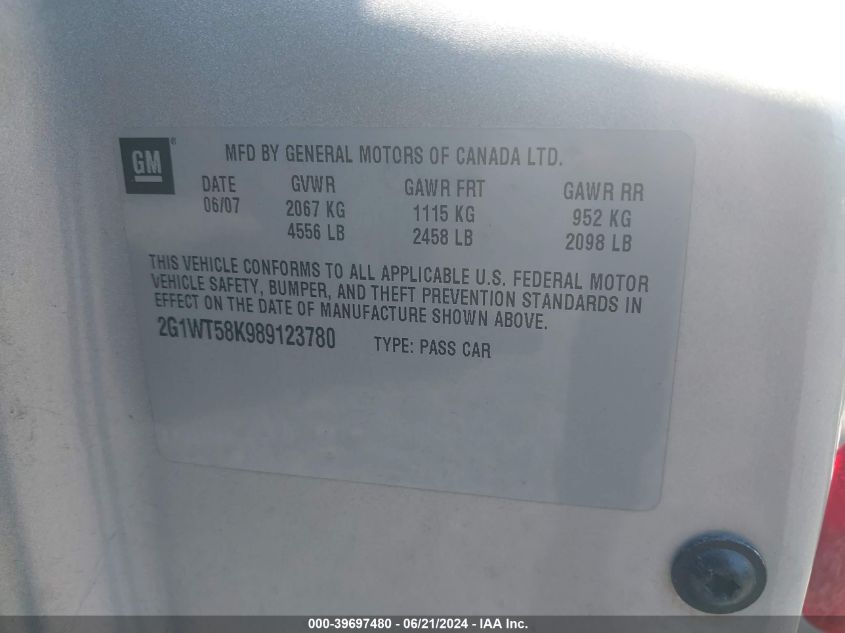 GM®
MFD BY GENERAL MOTORS OF CANADA LTD.
DATE GVWR GAWR FRT GAWR RR
06/07 2067 KG 1115 KG 952 KG
4556 LB 2458 LB 2098 LB
THIS VEHICLE CONFORMS TO ALL APPLICABLE U.S. FEDERAL MOTOR
VEHICLE SAFETY, BUMPER, AND THEFT PREVENTION STANDARDS IN
EFFECT ON THE DATE OF MANUFACTURE SHOWN ABOVE.
2G1WT58K989123780 TYPE: PASS CAR
000-39697480 - 06/21/2024 - IAA Inc.